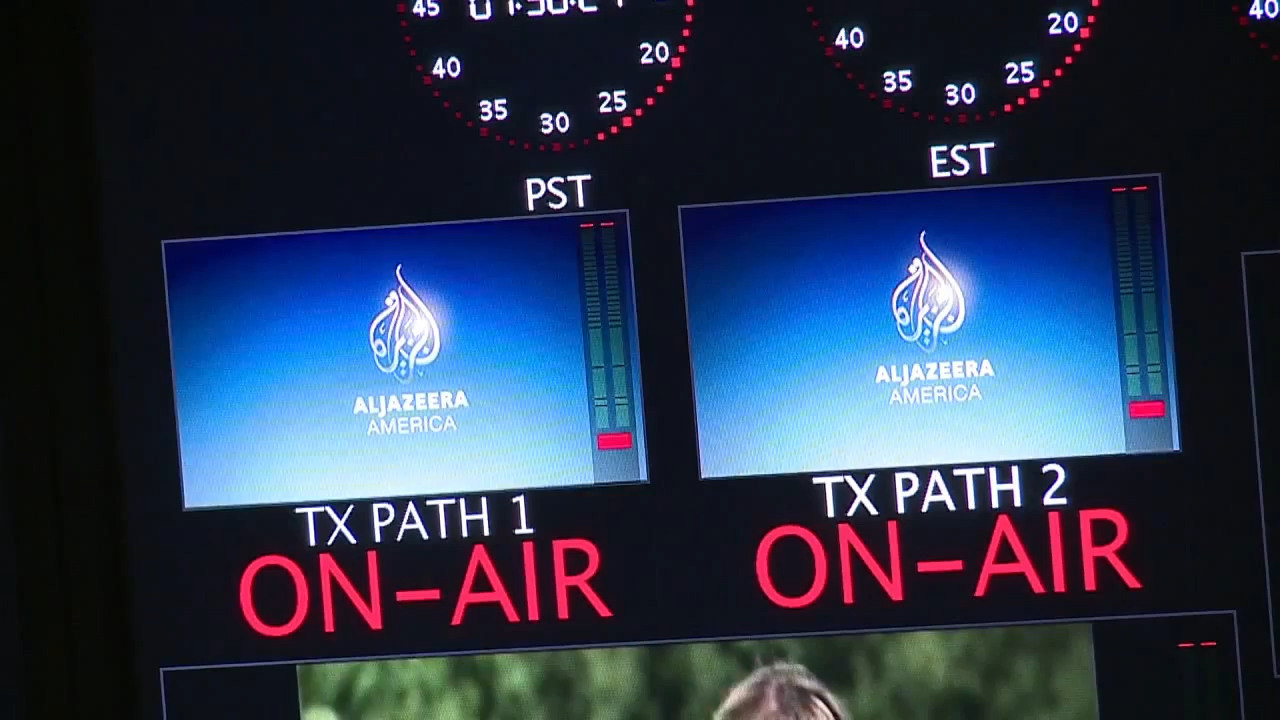 45
20
40
35
25
30
PST
40
20
35
25
30
EST
40
ALJAZEERA
AMERICA
TX PATH 1
ON-AIR
ALJAZEERA
AMERICA
TX PATH 2
ON-AIR